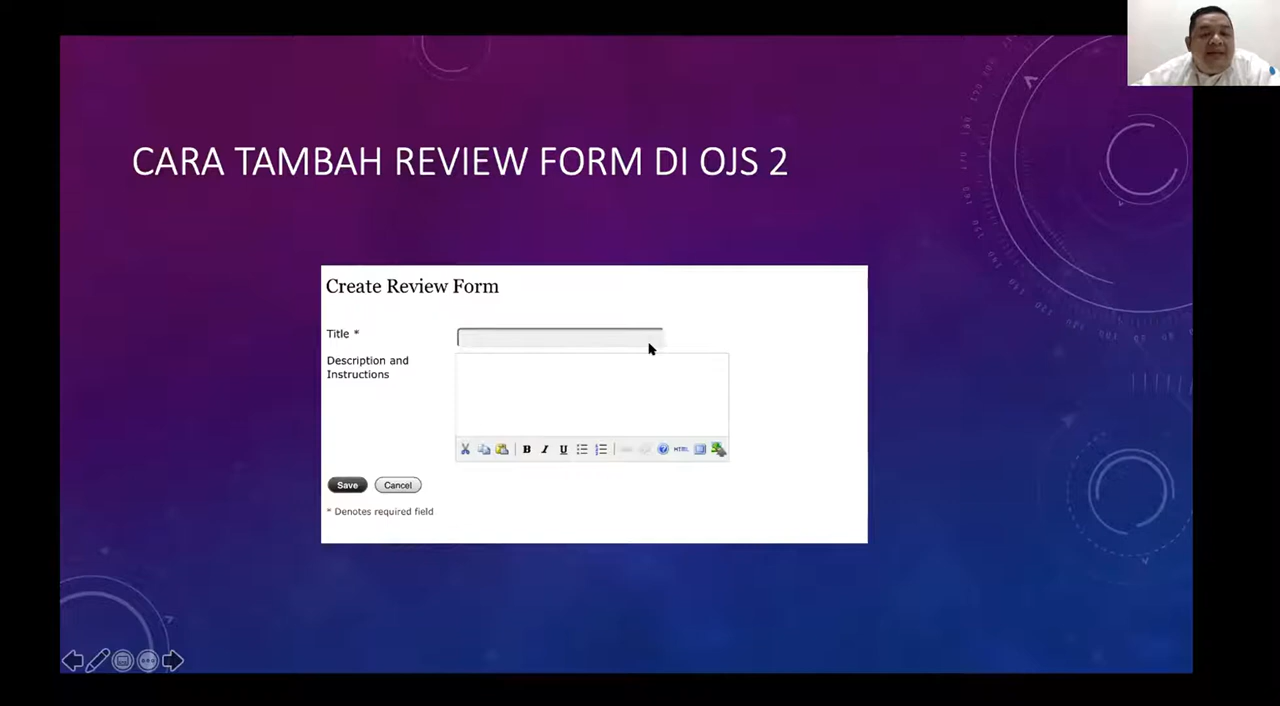 CARA TAMBAH REVIEW FORM DI OJS 2
Create Review Form
Title *
Description and
Instructions
B I U
HTML
Save Cancel
* Denotes required field